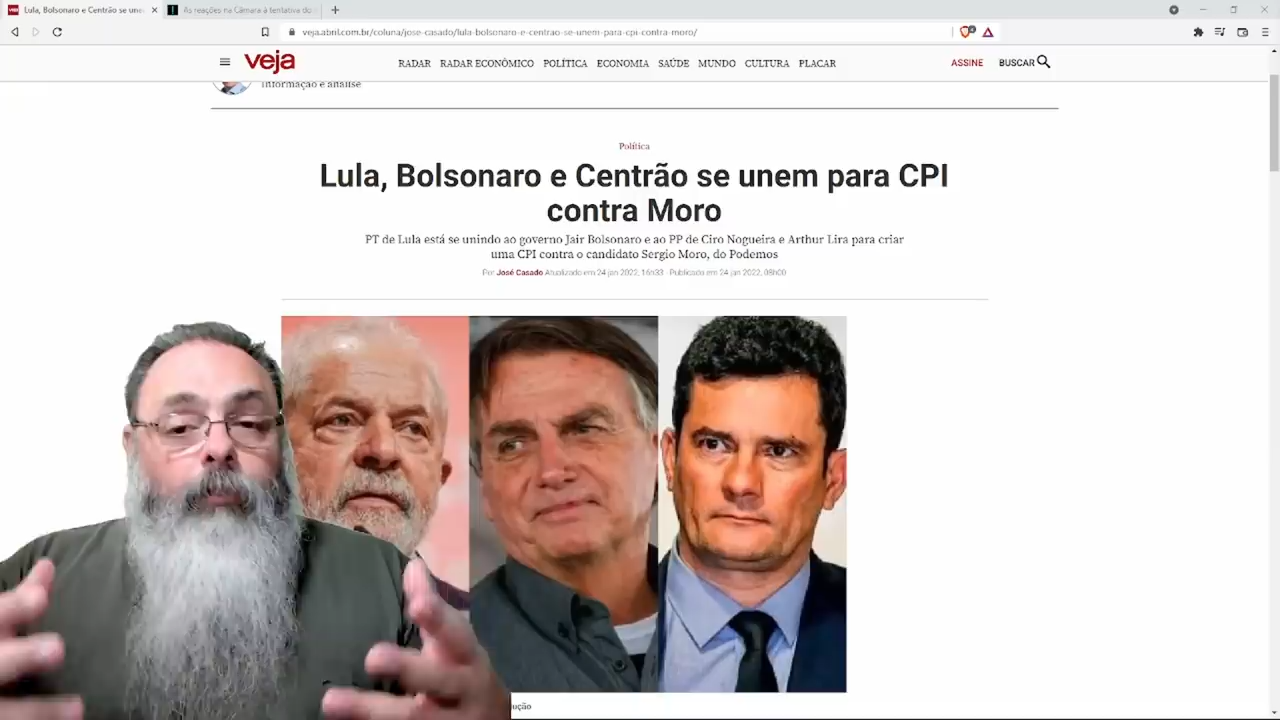 Lula, Bolsonaro e Centrão se une
As reações na Câmara à tentativa do
veja.abril.com.br/coluna/jose-casado/lula-bolsonaro-e-centrao-se-unem-para-cpi-contra-moro/
veja
RADAR RADAR ECONÔMICO POLÍTICA ECONOMIA SAÚDE MUNDO CULTURA PLACAR
ASSINE BUSCAR
Informação e análise
Política
Lula, Bolsonaro e Centrão se unem para CPI
contra Moro
PT de Lula está se unindo ao governo Jair Bolsonaro e ao PP de Ciro Nogueira e Arthur Lira para criar
uma CPI contra o candidato Sergio Moro, do Podemos
Por José Casado Atualizado em 24 jan 2022, 16h33 - Publicado em 24 jan 2022, 08h00
ução